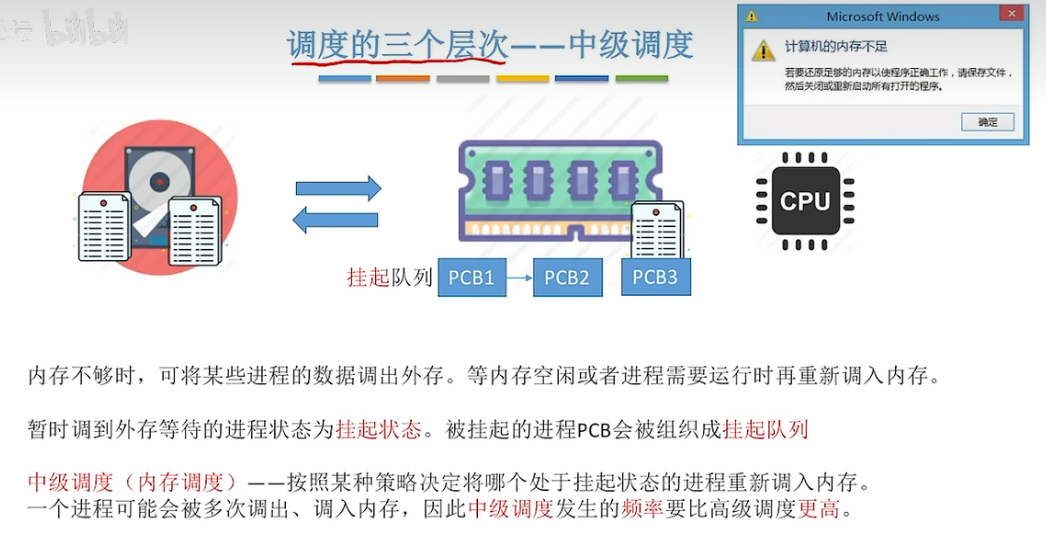 bilibili
调度的三个层次——中级调度
Microsoft Windows
计算机的内存不足
若要还原足够的内存以使程序正确工作，请保存文件，
然后关闭或重新启动所有打开的程序。
确定
CPU
挂起队列 PCB1 PCB2 PCB3
内存不够时，可将某些进程的数据调出外存。等内存空闲或者进程需要运行时再重新调入内存。
暂时调到外存等待的进程状态为挂起状态。被挂起的进程PCB会被组织成挂起队列
中级调度（内存调度）——按照某种策略决定将哪个处于挂起状态的进程重新调入内存。
一个进程可能会被多次调出、调入内存，因此中级调度发生的频率要比高级调度更高。